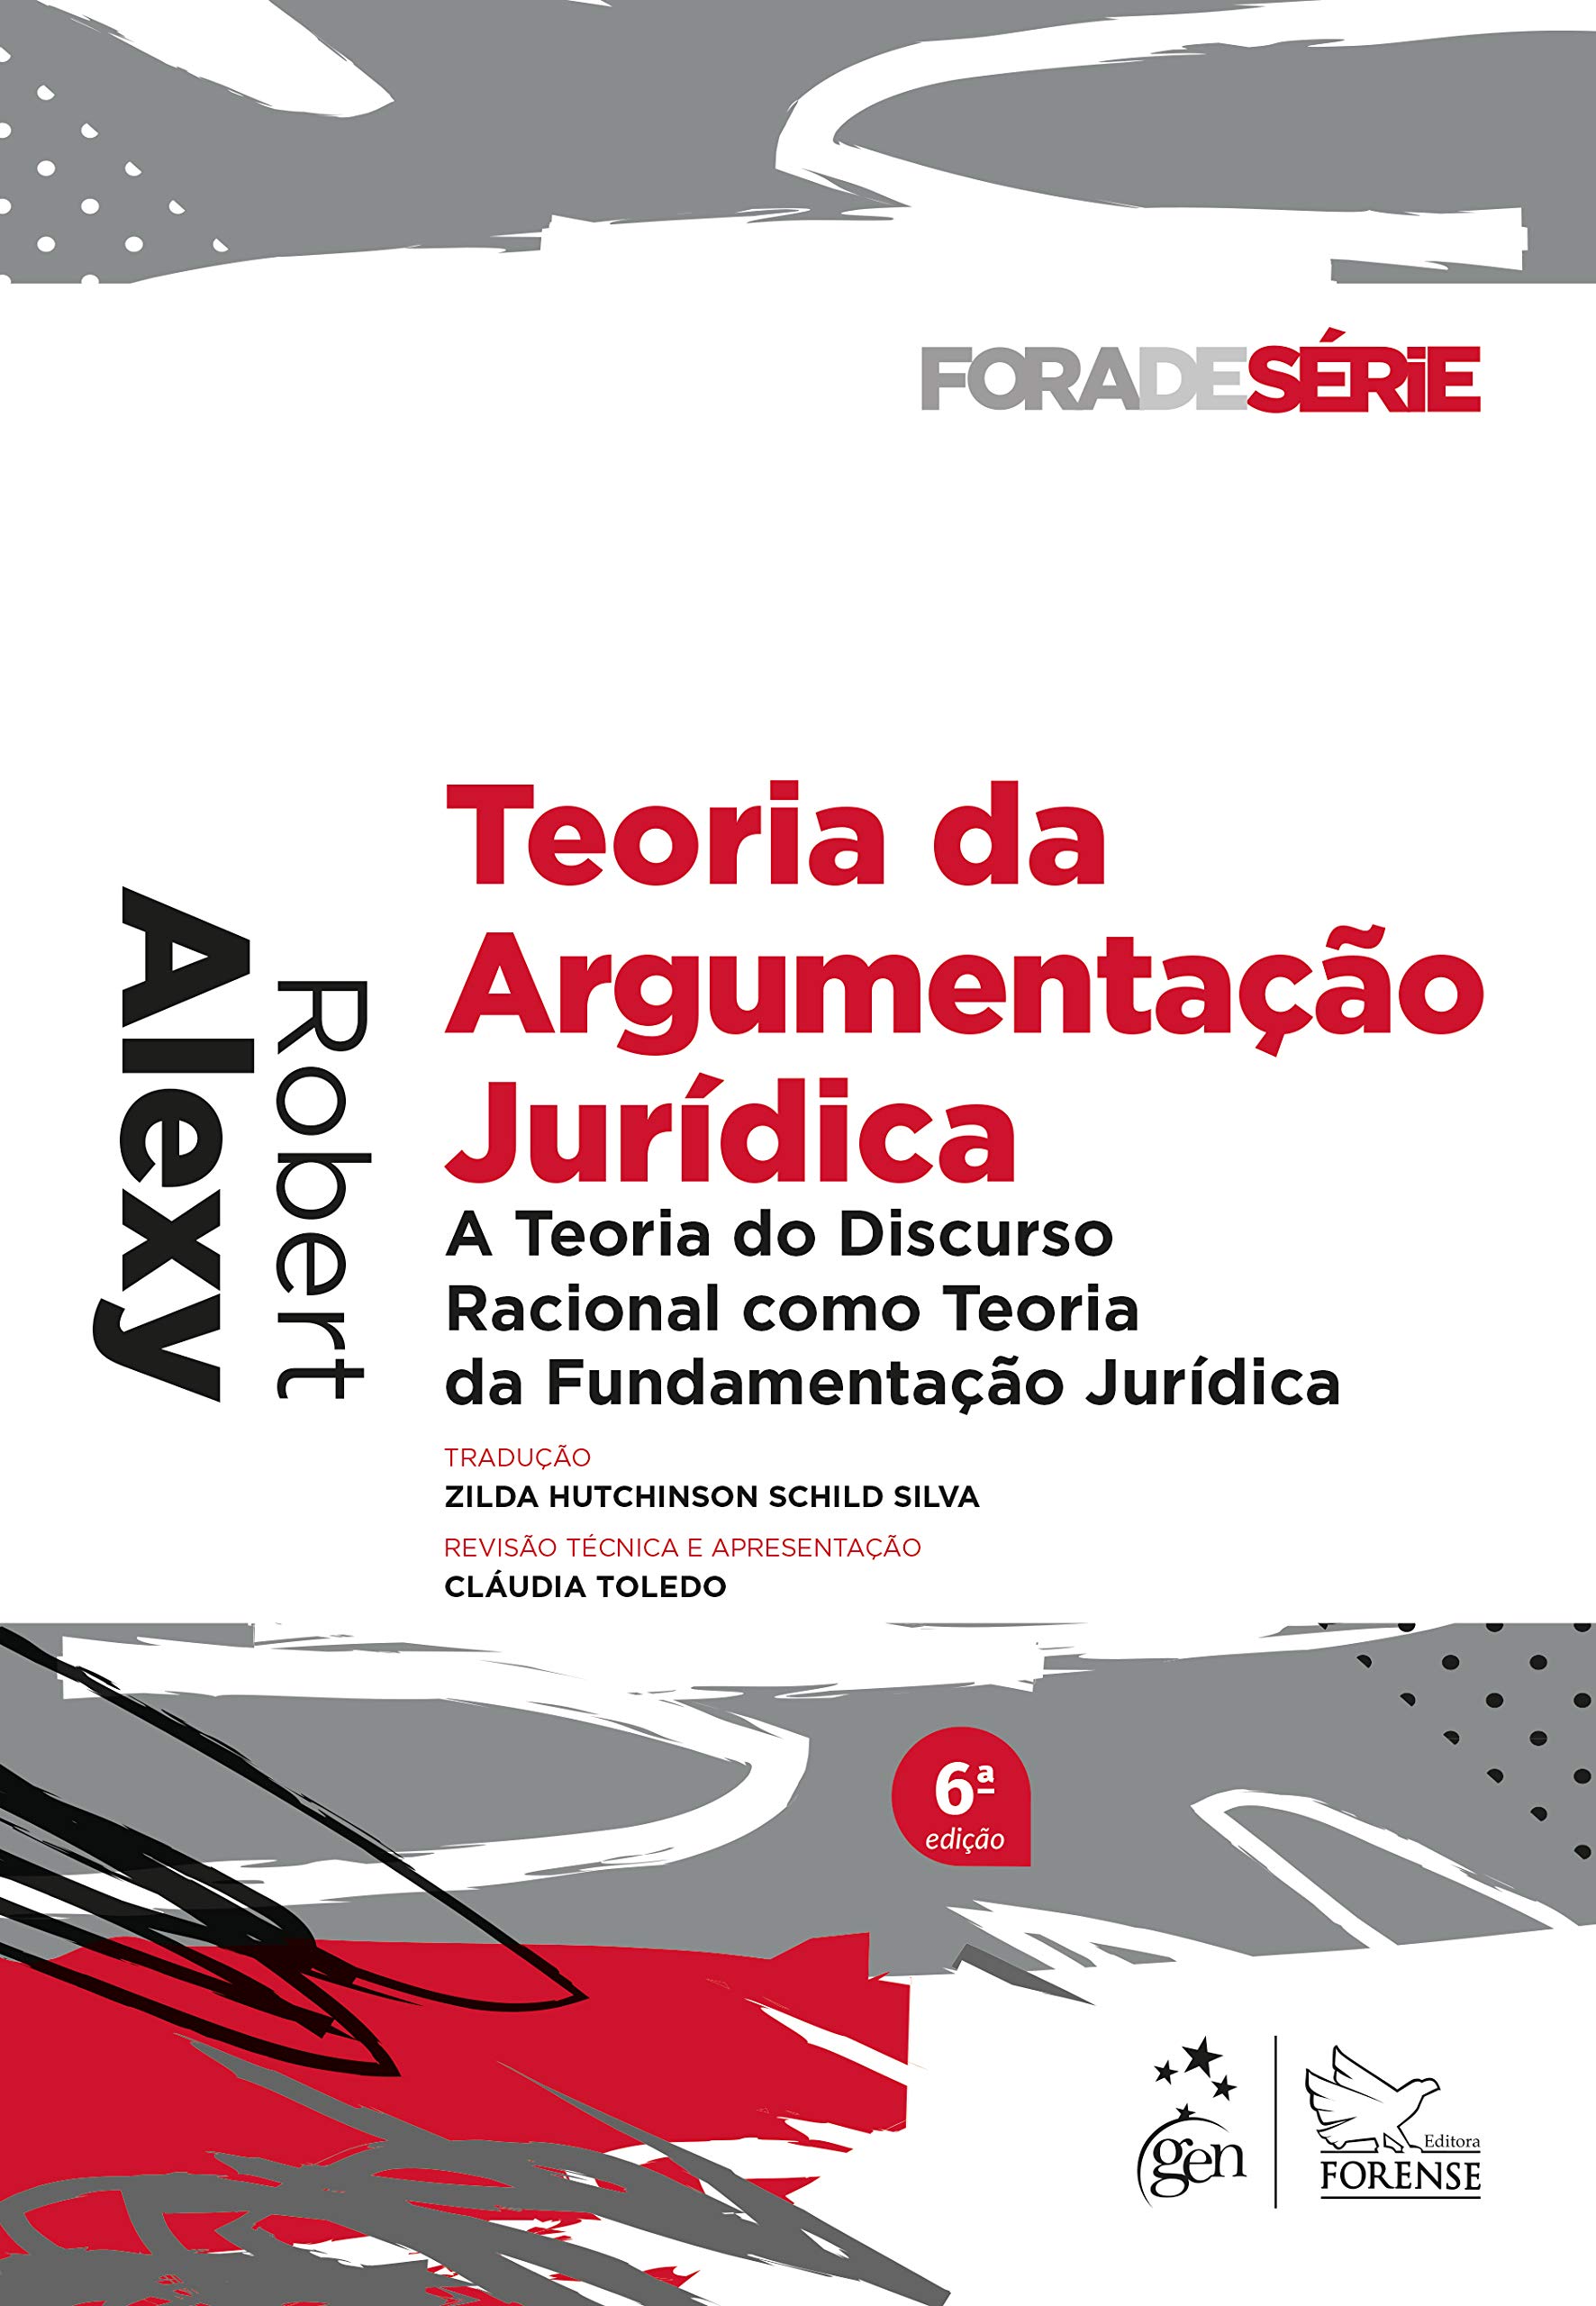 FORADESÉRIE
Teoria da
Argumentação
Jurídica
Robert
Alexy
A Teoria do Discurso
Racional como Teoria
da Fundamentação Jurídica
TRADUÇÃO
ZILDA HUTCHINSON SCHILD SILVA
REVISÃO TÉCNICA E APRESENTAÇÃO
CLÁUDIA TOLEDO
6ª
edição
gen
Editora
FORENSE